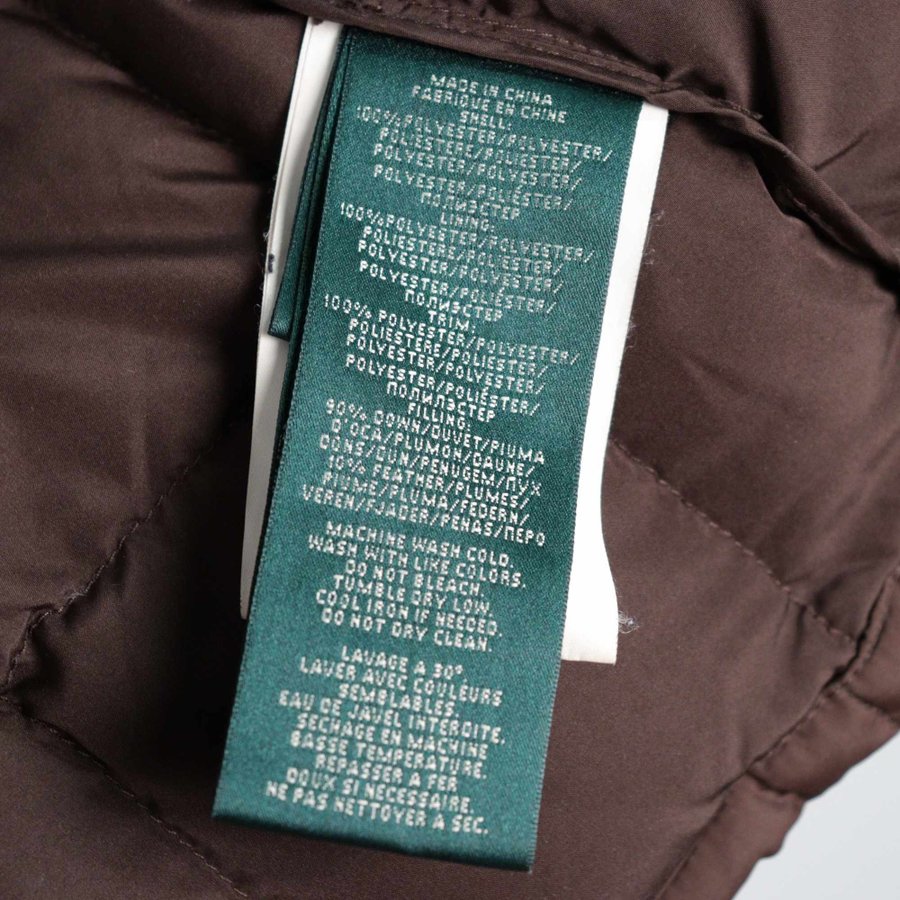 MADE IN CHINA
FABRIQUE EN CHINE
SHELL:
100%POLYESTER/POLYESTER/
POLIESTERE/POLIESTER/
POLYESTER/POLYESTER/
POLYESTER/POLIÉSTER/
ПОЛИЭСТЕР
LINING:
100%POLYESTER/POLYESTER/
POLIESTERE/POLIESTER/
POLYESTER/POLYESTER/
POLYESTER/POLIÉSTER/
ПОЛИЭСТЕР
TRIM:
100% POLYESTER/POLYESTER/
POLIESTERE/POLIESTER/
POLYESTER/POLYESTER/
POLYESTER/POLIÉSTER/
ПОЛИЭСТЕР
FILLING:
90% DOWN/DUVET/PIUMA
D'OCA/PLUMON/DAUNE/
DONS/DUN/PENUGEM/ПУХ
10% FEATHER/PLUMES/
PIUME/PLUMA/FEDERN/
VEREN/FJADER/PENAS/ПЕРО
MACHINE WASH COLD.
WASH WITH LIKE COLORS.
DO NOT BLEACH.
TUMBLE DRY LOW.
COOL IRON IF NEEDED.
DO NOT DRY CLEAN.
LAVAGE A 30°.
LAVER AVEC COULEURS
SEMBLABLES.
EAU DE JAVEL INTERDITE.
SECHAGE EN MACHINE
BASSE TEMPERATURE.
REPASSER A FER
DOUX SI NECESSAIRE.
NE PAS NETTOYER A SEC.